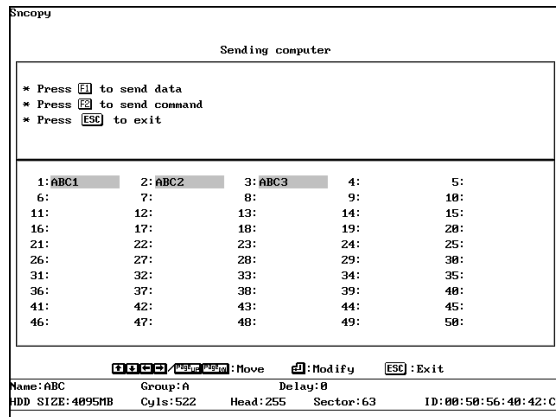 Sncopy
Sending computer
* Press F1 to send data
* Press F2 to send command
* Press ESC to exit
1:ABC1 2:ABC2 3:ABC3 4: 5:
6: 7: 8: 9: 10:
11: 12: 13: 14: 15:
16: 17: 18: 19: 20:
21: 22: 23: 24: 25:
26: 27: 28: 29: 30:
31: 32: 33: 34: 35:
36: 37: 38: 39: 40:
41: 42: 43: 44: 45:
46: 47: 48: 49: 50:
/ :Move :Modify ESC :Exit
Name:ABC Group:A Delay:0
HDD SIZE:4095MB Cyls:522 Head:255 Sector:63 ID:00:50:56:40:42:C